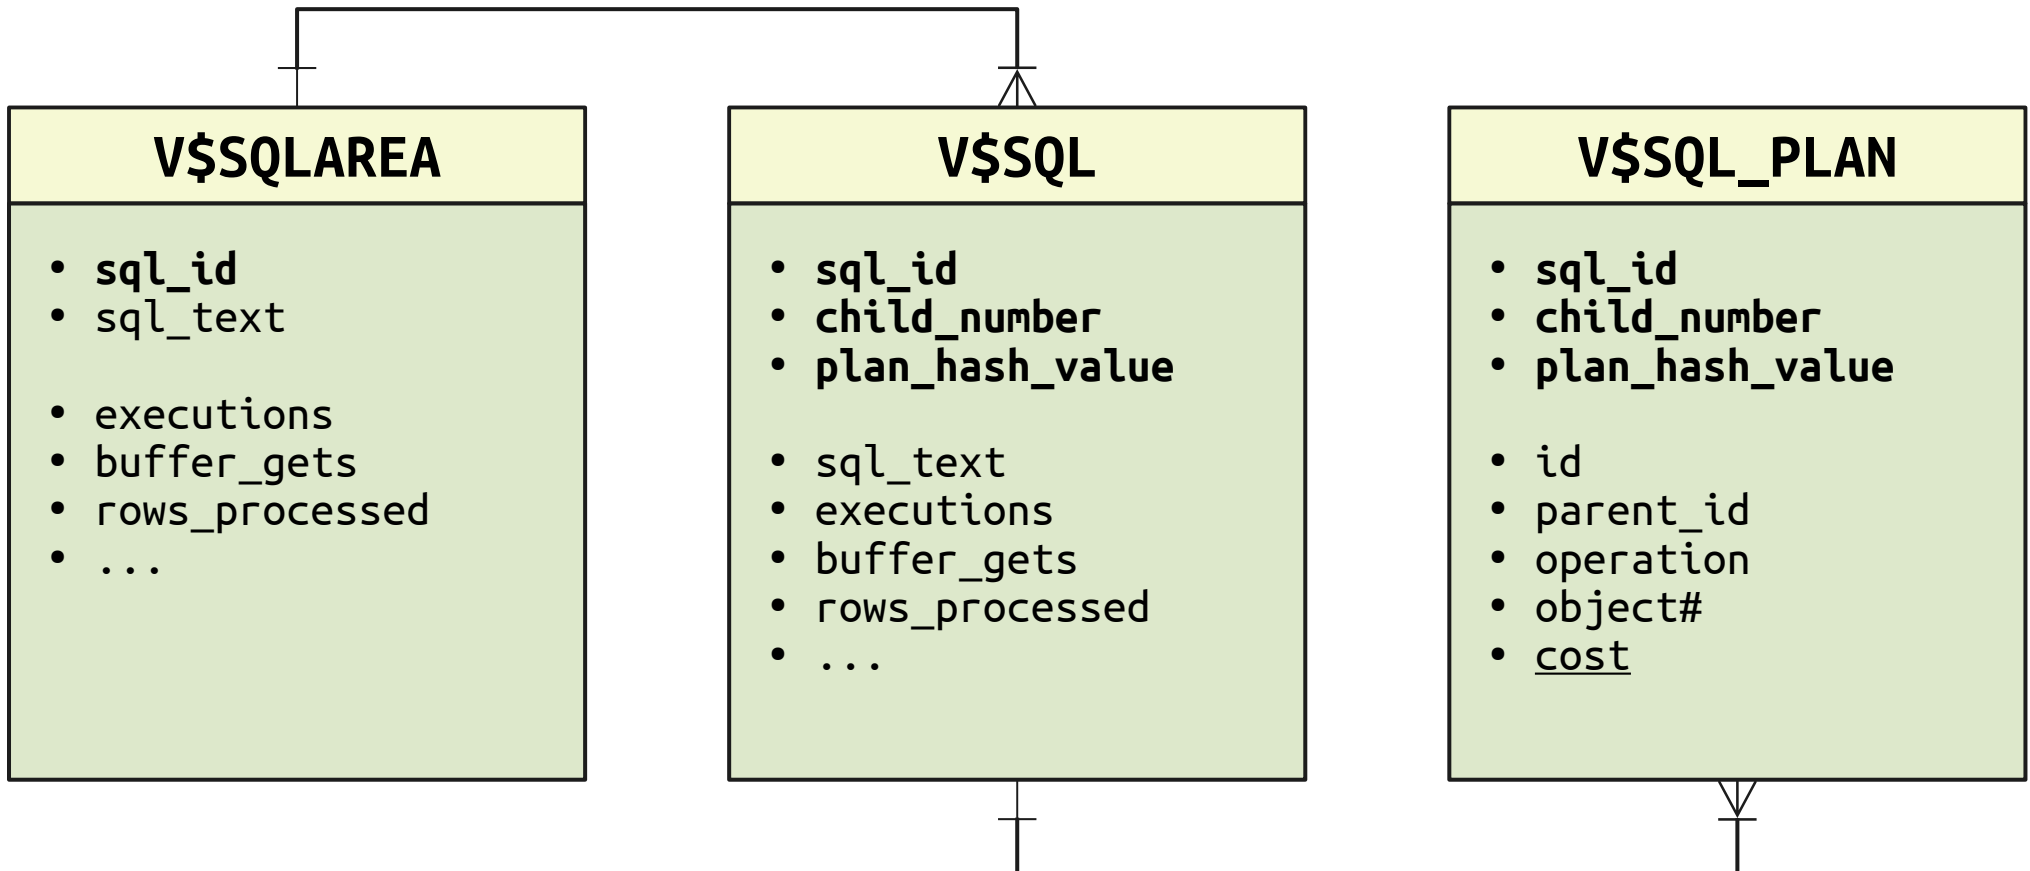 V$SQLAREA
• sql_id
• sql_text
• executions
• buffer_gets
• rows_processed
• ...
V$SQL
• sql_id
• child_number
• plan_hash_value
• sql_text
• executions
• buffer_gets
• rows_processed
• ...
V$SQL_PLAN
• sql_id
• child_number
• plan_hash_value
• id
• parent_id
• operation
• object#
• cost